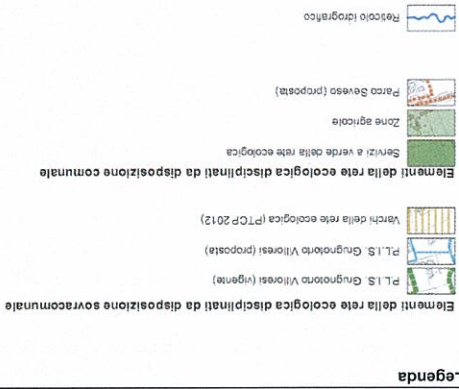 Legenda
Elementi della rete ecologica disciplinati da disposizione sovracomunale
P.L.I.S. Grugnotorto Villoresi (vigente)
P.L.I.S. Grugnotorto Villoresi (proposta)
Varchi della rete ecologica (PTCP 2012)
Elementi della rete ecologica disciplinati da disposizione comunale
Servizi a verde della rete ecologica
Zone agricole
Parco Seveso (proposta)
Reticolo idrografico